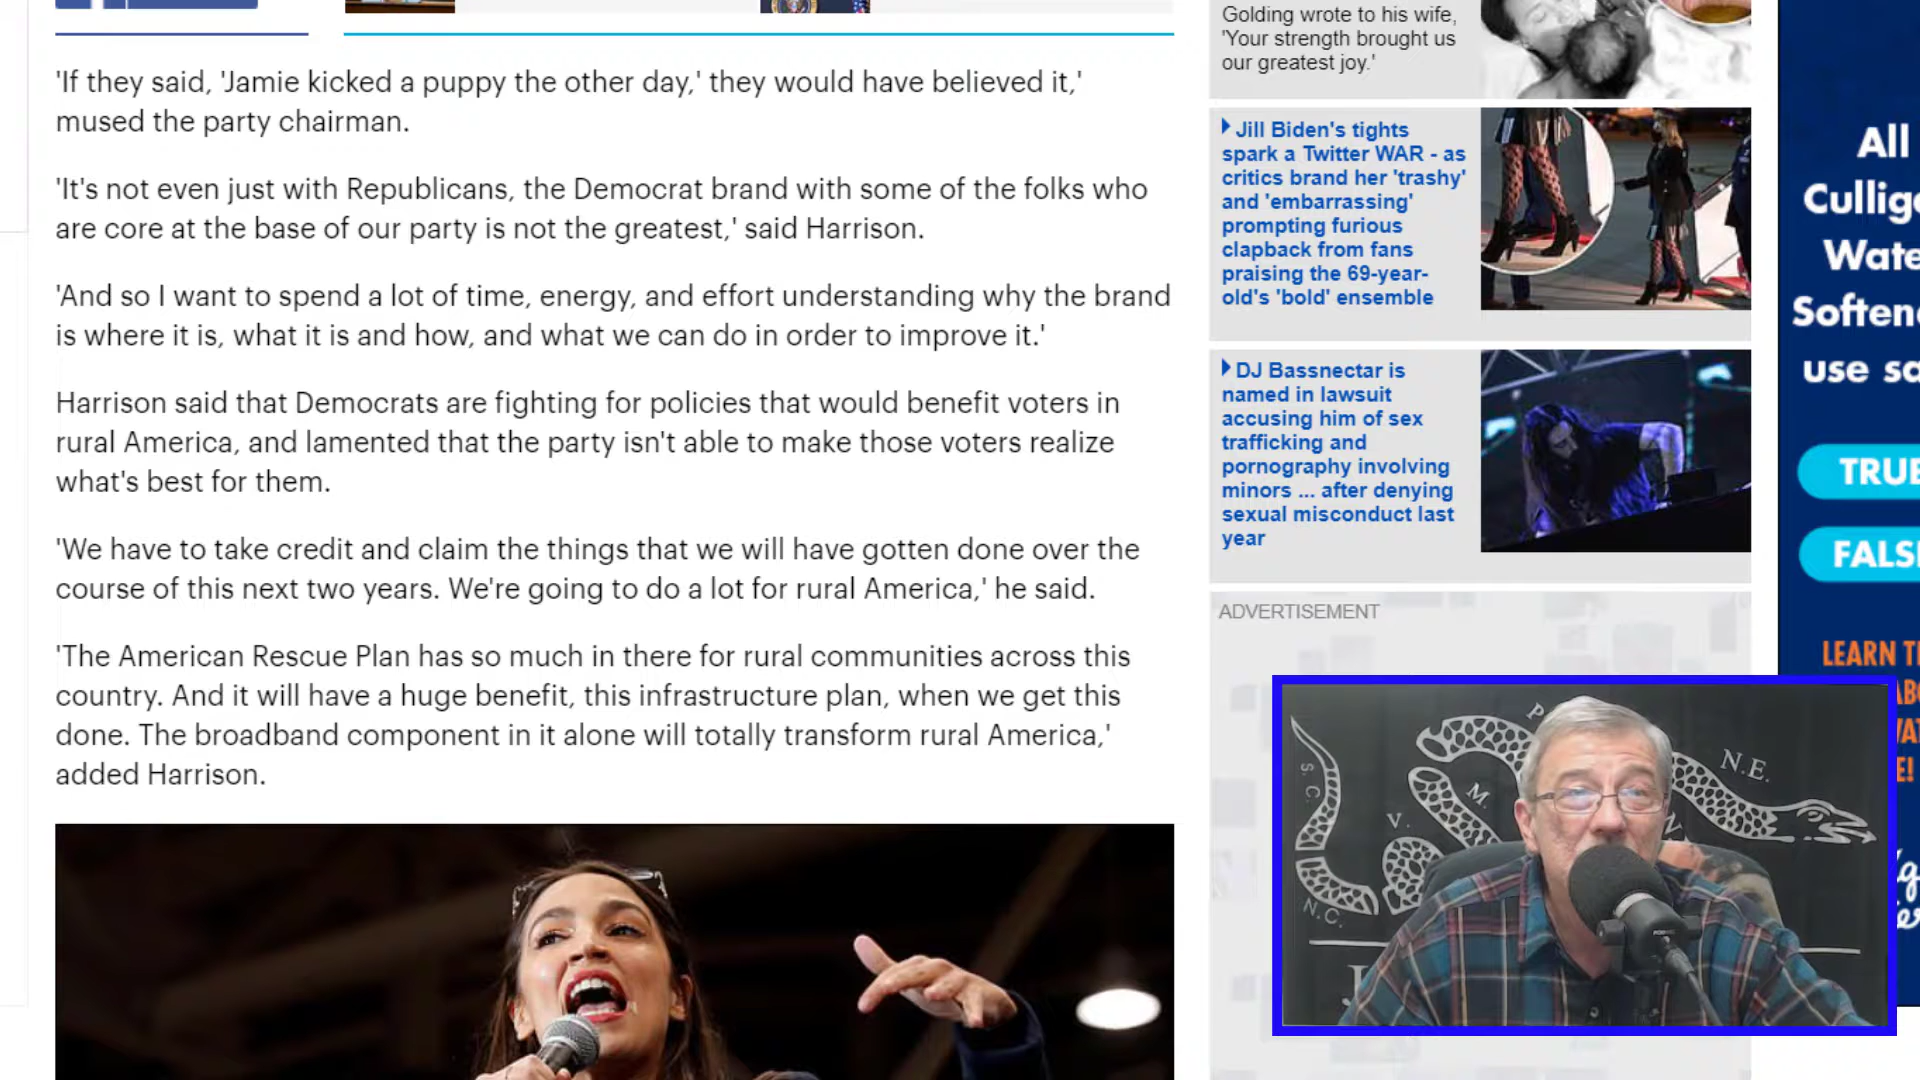 'If they said, 'Jamie kicked a puppy the other day,' they would have believed it,'
mused the party chairman.
'It's not even just with Republicans, the Democrat brand with some of the folks who
are core at the base of our party is not the greatest,' said Harrison.
'And so I want to spend a lot of time, energy, and effort understanding why the brand
is where it is, what it is and how, and what we can do in order to improve it.'
Harrison said that Democrats are fighting for policies that would benefit voters in
rural America, and lamented that the party isn't able to make those voters realize
what's best for them.
'We have to take credit and claim the things that we will have gotten done over the
course of this next two years. We're going to do a lot for rural America,' he said.
'The American Rescue Plan has so much in there for rural communities across this
country. And it will have a huge benefit, this infrastructure plan, when we get this
done. The broadband component in it alone will totally transform rural America,'
added Harrison.
Golding wrote to his wife,
'Your strength brought us
our greatest joy.'
Jill Biden's tights
spark a Twitter WAR - as
critics brand her 'trashy'
and 'embarrassing'
prompting furious
clapback from fans
praising the 69-year-
old's 'bold' ensemble
DJ Bassnectar is
named in lawsuit
accusing him of sex
trafficking and
pornography involving
minors ... after denying
sexual misconduct last
year
ADVERTISEMENT
All
Cullig
Wate
Soften
use sa
TRUE
FALS
LEARN T
S. C.
N.C.
V.
M.
P
N.E.
N
J